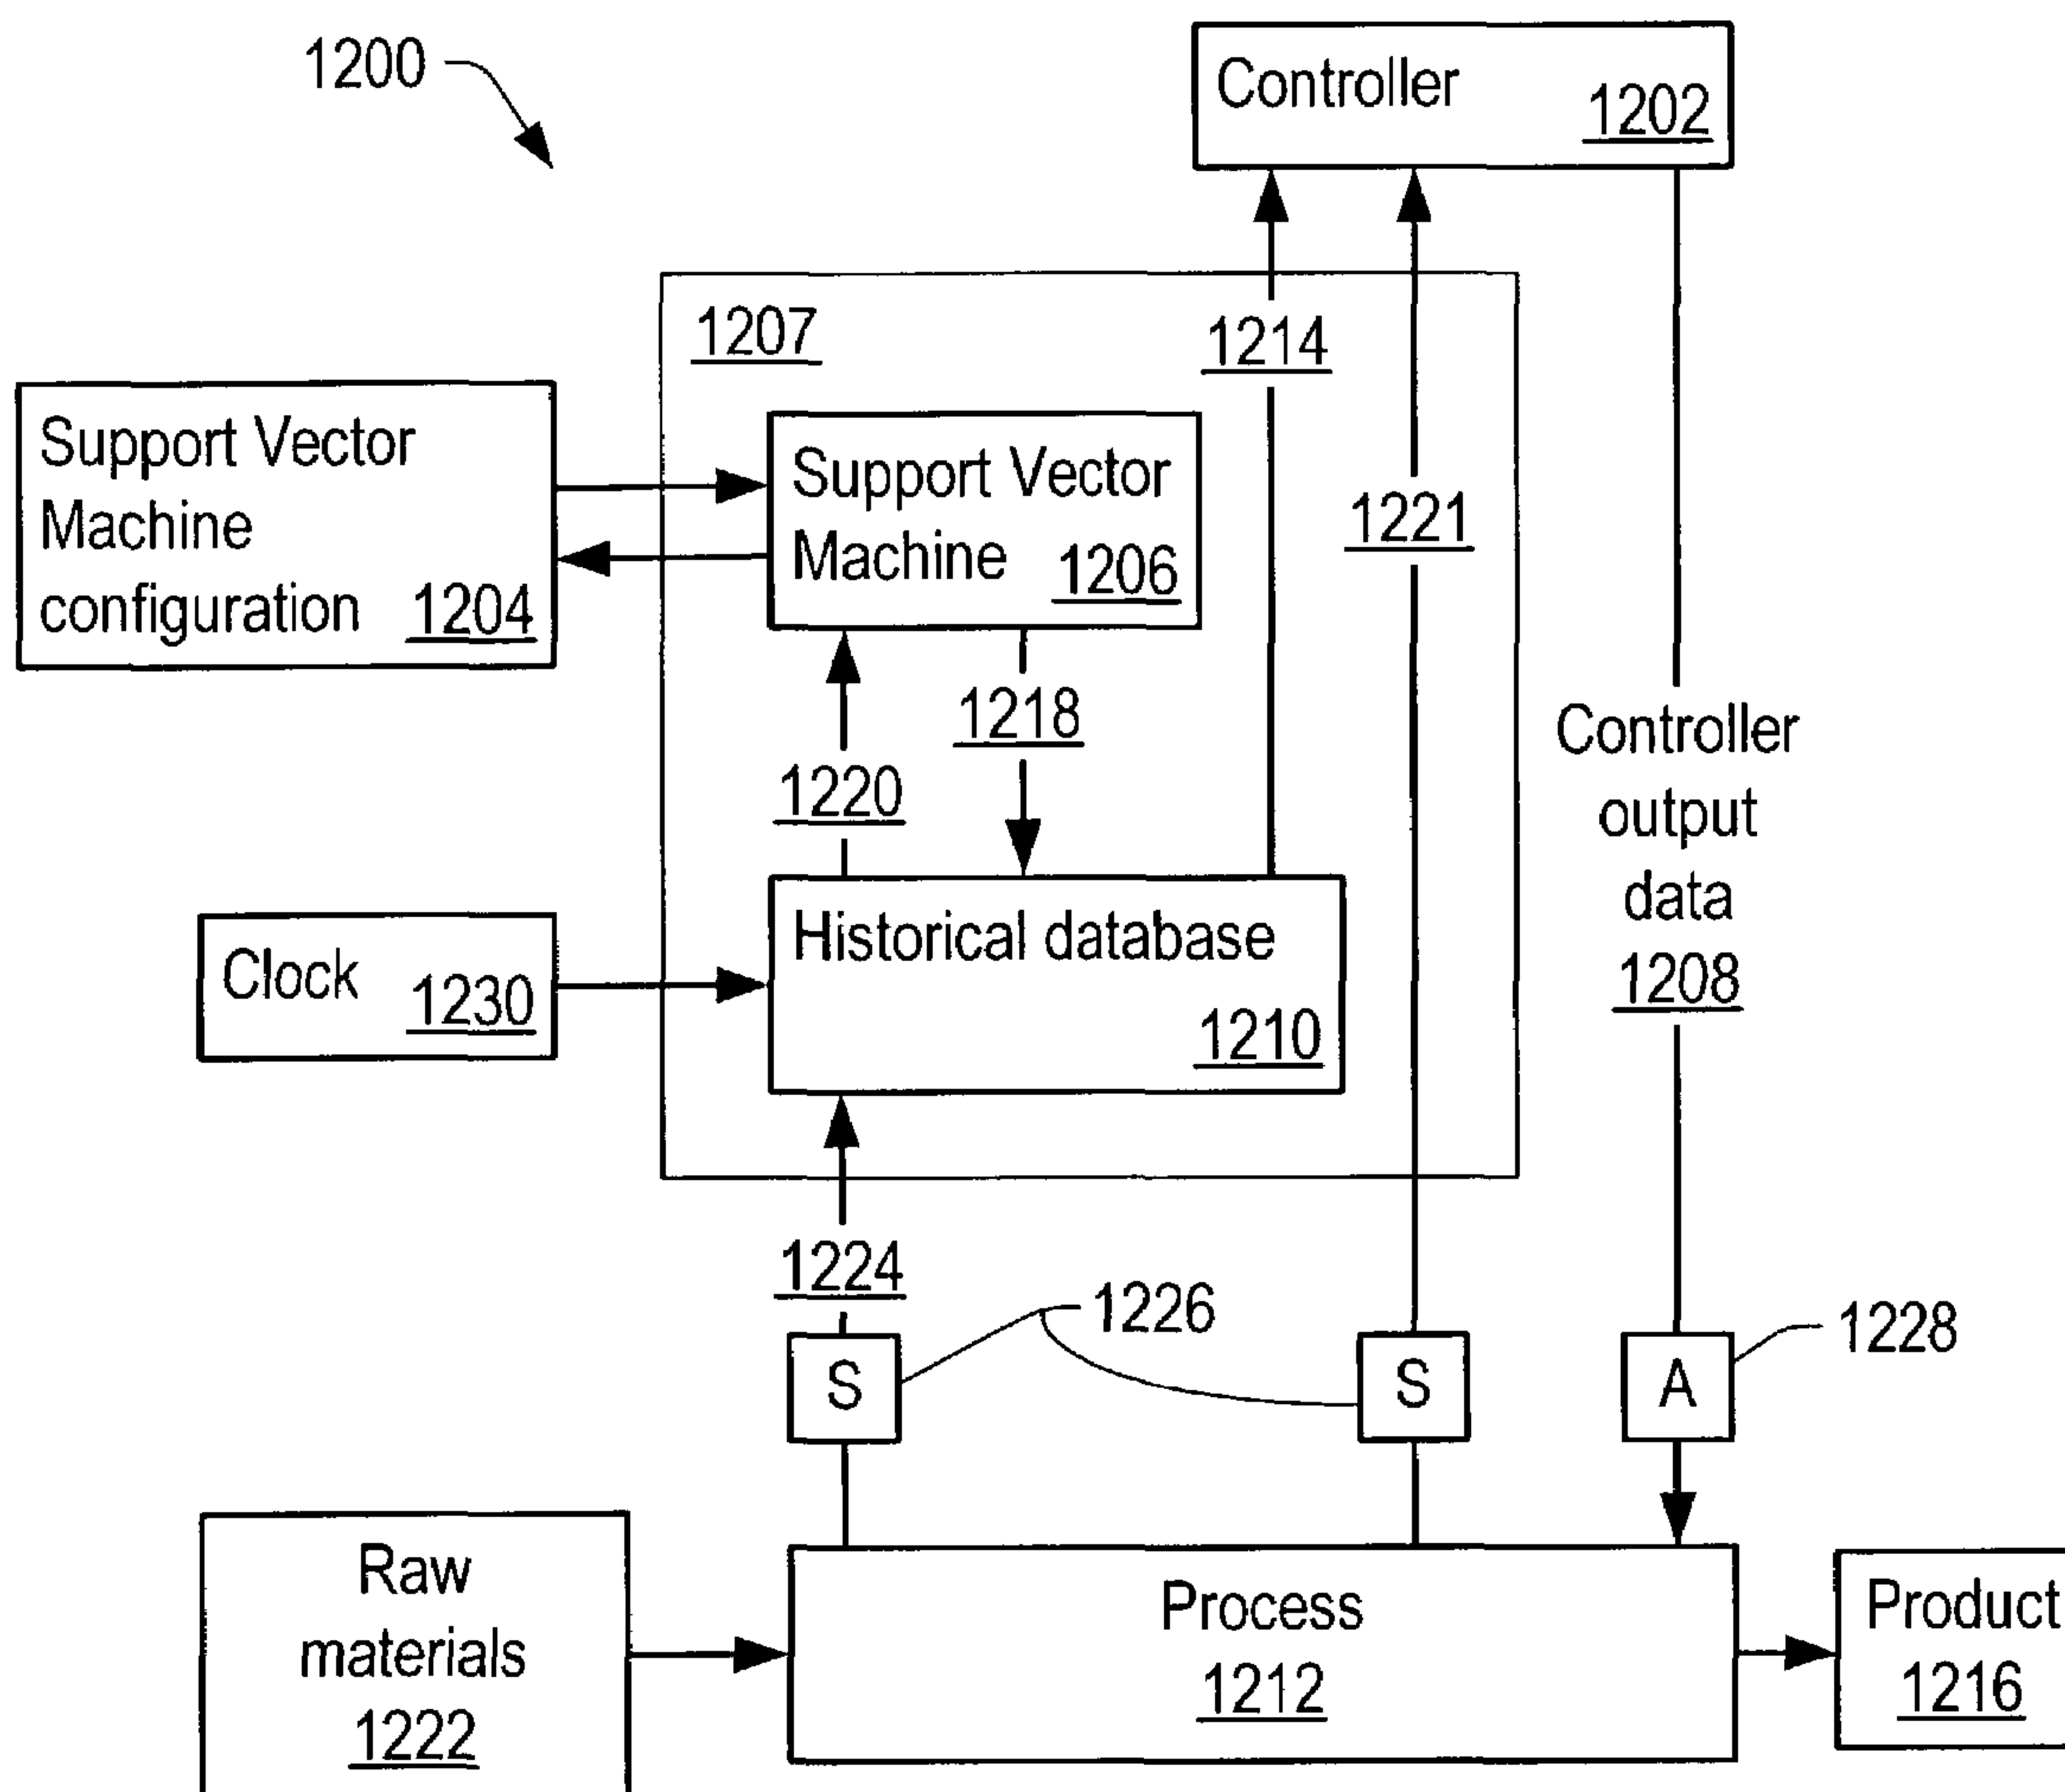 1200
Controller
1202
1207
1214
Support Vector
Machine
configuration 1204
Support Vector
Machine 1206
1221
1218
1220
Controller
output
data
1208
Clock
1230
Historical database
1210
1224
1226
1228
S
S
A
Raw
materials
1222
Process
1212
Product
1216